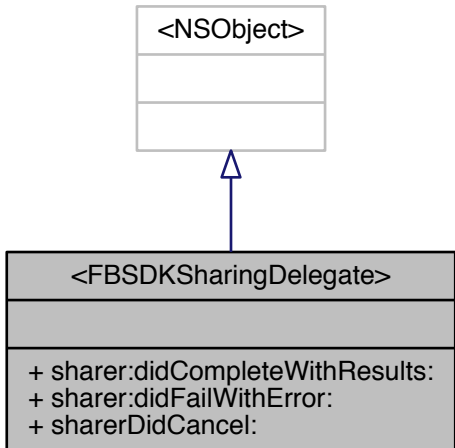 <NSObject>
<FBSDKSharingDelegate>
+ sharer:didCompleteWithResults:
+ sharer:didFailWithError:
+ sharerDidCancel: